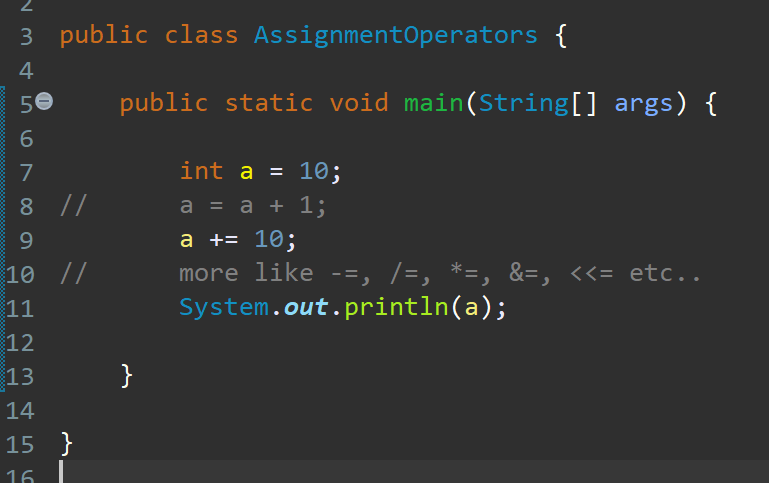 2
3 public class AssignmentOperators {
4
5 public static void main(String[] args) {
6
7 int a = 10;
8 // a = a + 1;
9 a += 10;
10 // more like -=, /=, *=, &=, <<= etc..
11 System.out.println(a);
12
13 }
14
15 }
16